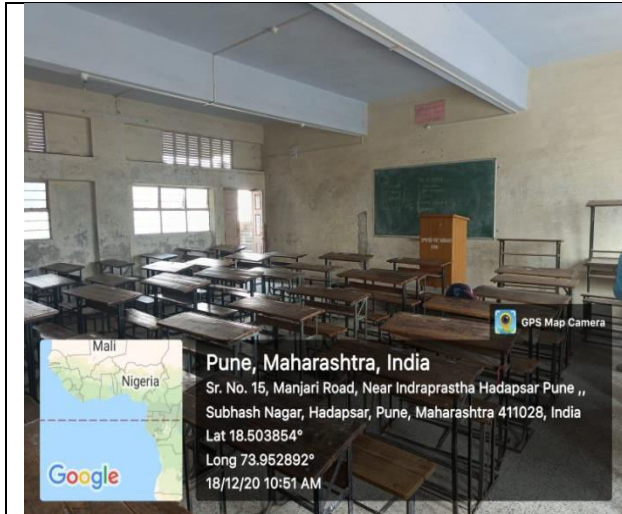 GPS Map Camera
Mali
Nigeria
Google
Pune, Maharashtra, India
Sr. No. 15, Manjari Road, Near Indraprastha Hadapsar Pune ,,
Subhash Nagar, Hadapsar, Pune, Maharashtra 411028, India
Lat 18.503854°
Long 73.952892°
18/12/20 10:51 AM